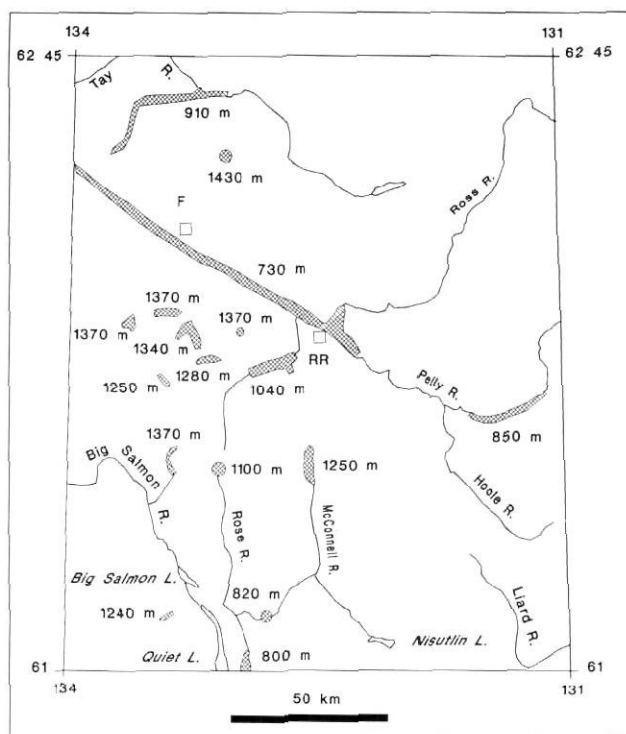 134
131
62 45
62 45
Tay
R.
910 m
1430 m
Ross R.
F
730 m
1370 m
1370 m
1370 m
1340 m
RR
1280 m
1040 m
1250 m
Pelly R.
850 m
1370 m
Big Salmon
R.
1100 m
1250 m
Hoole R.
Rose R.
McConnell R.
Big Salmon L.
820 m
Liard R.
1240 m
Nisutlin L.
Quiet L.
800 m
61
61
134
131
50 km